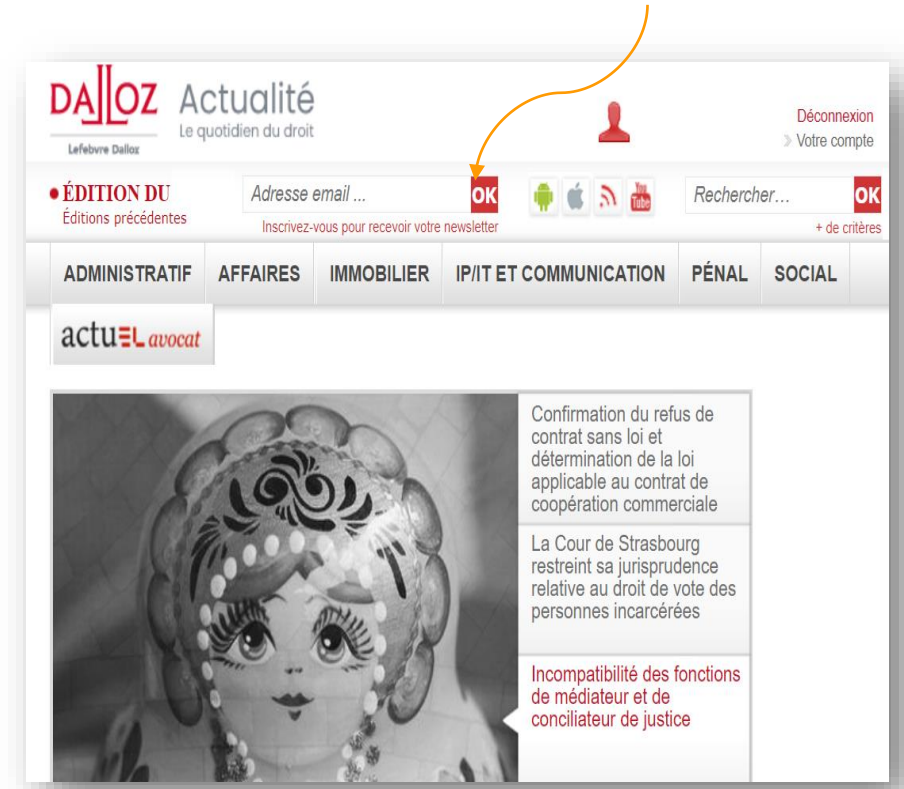 DALLOZ Actualité
Le quotidien du droit
Lefebvre Dalloz
Déconnexion
Votre compte
ÉDITION DU
Éditions précédentes
Adresse email ... OK
Inscrivez-vous pour recevoir votre newsletter
You
Tube
Rechercher... OK
+ de critères
ADMINISTRATIF AFFAIRES IMMOBILIER IP/IT ET COMMUNICATION PÉNAL SOCIAL
actuEL avocat
Confirmation du refus de
contrat sans loi et
détermination de la loi
applicable au contrat de
coopération commerciale
La Cour de Strasbourg
restreint sa jurisprudence
relative au droit de vote des
personnes incarcérées
Incompatibilité des fonctions
de médiateur et de
conciliateur de justice